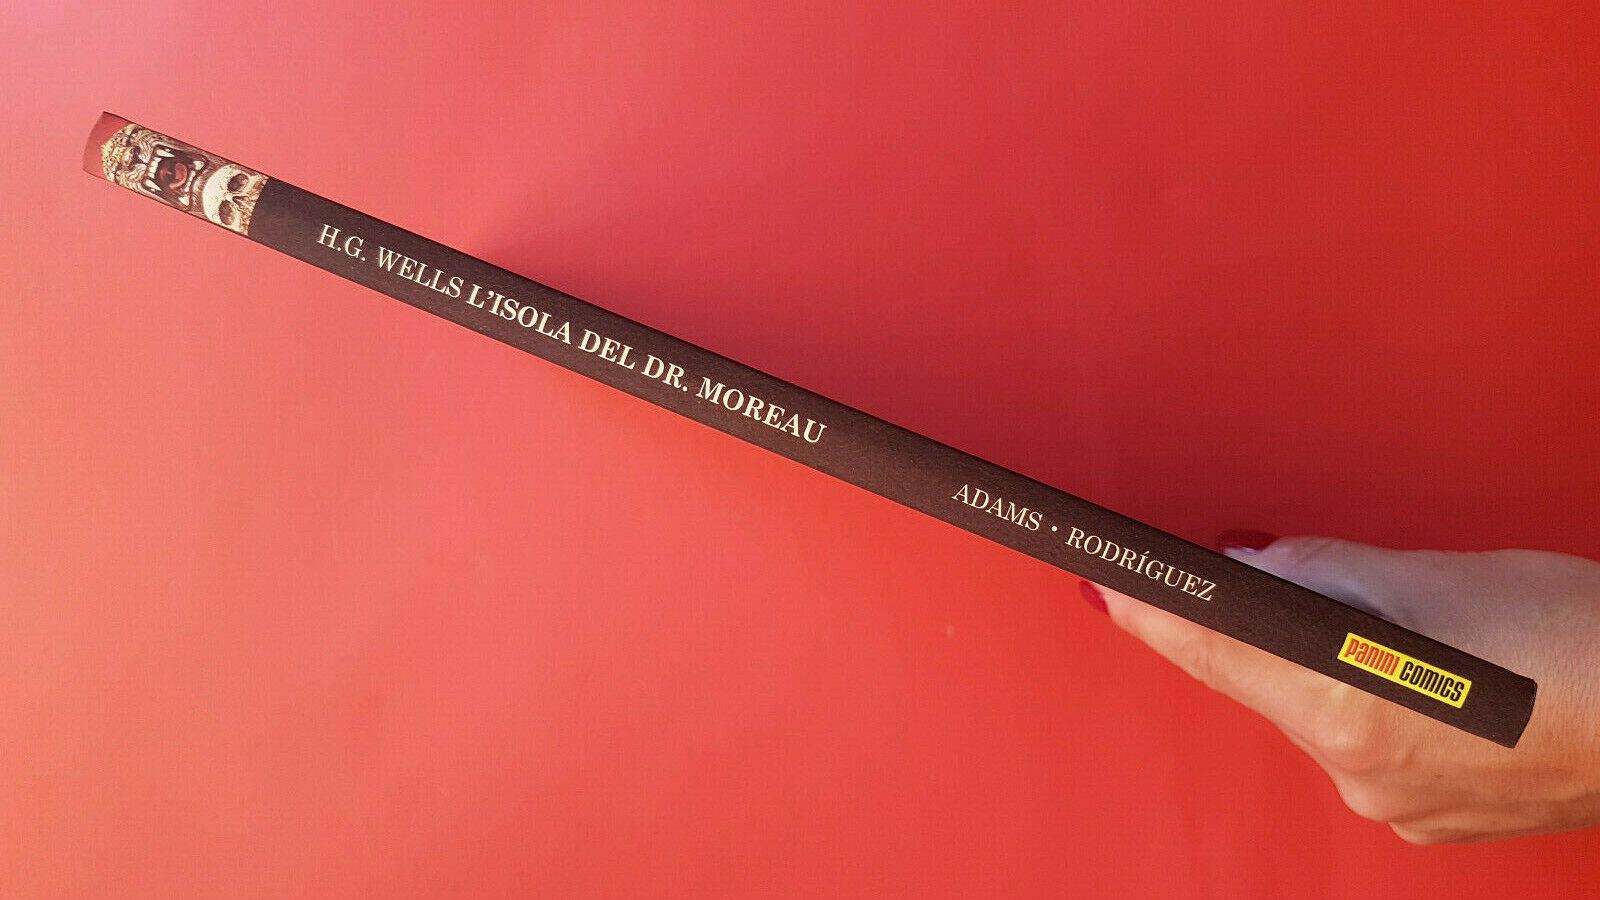 H.G. WELLS L'ISOLA DEL DR. MOREAU
ADAMS · RODRÍGUEZ
PANINI COMICS